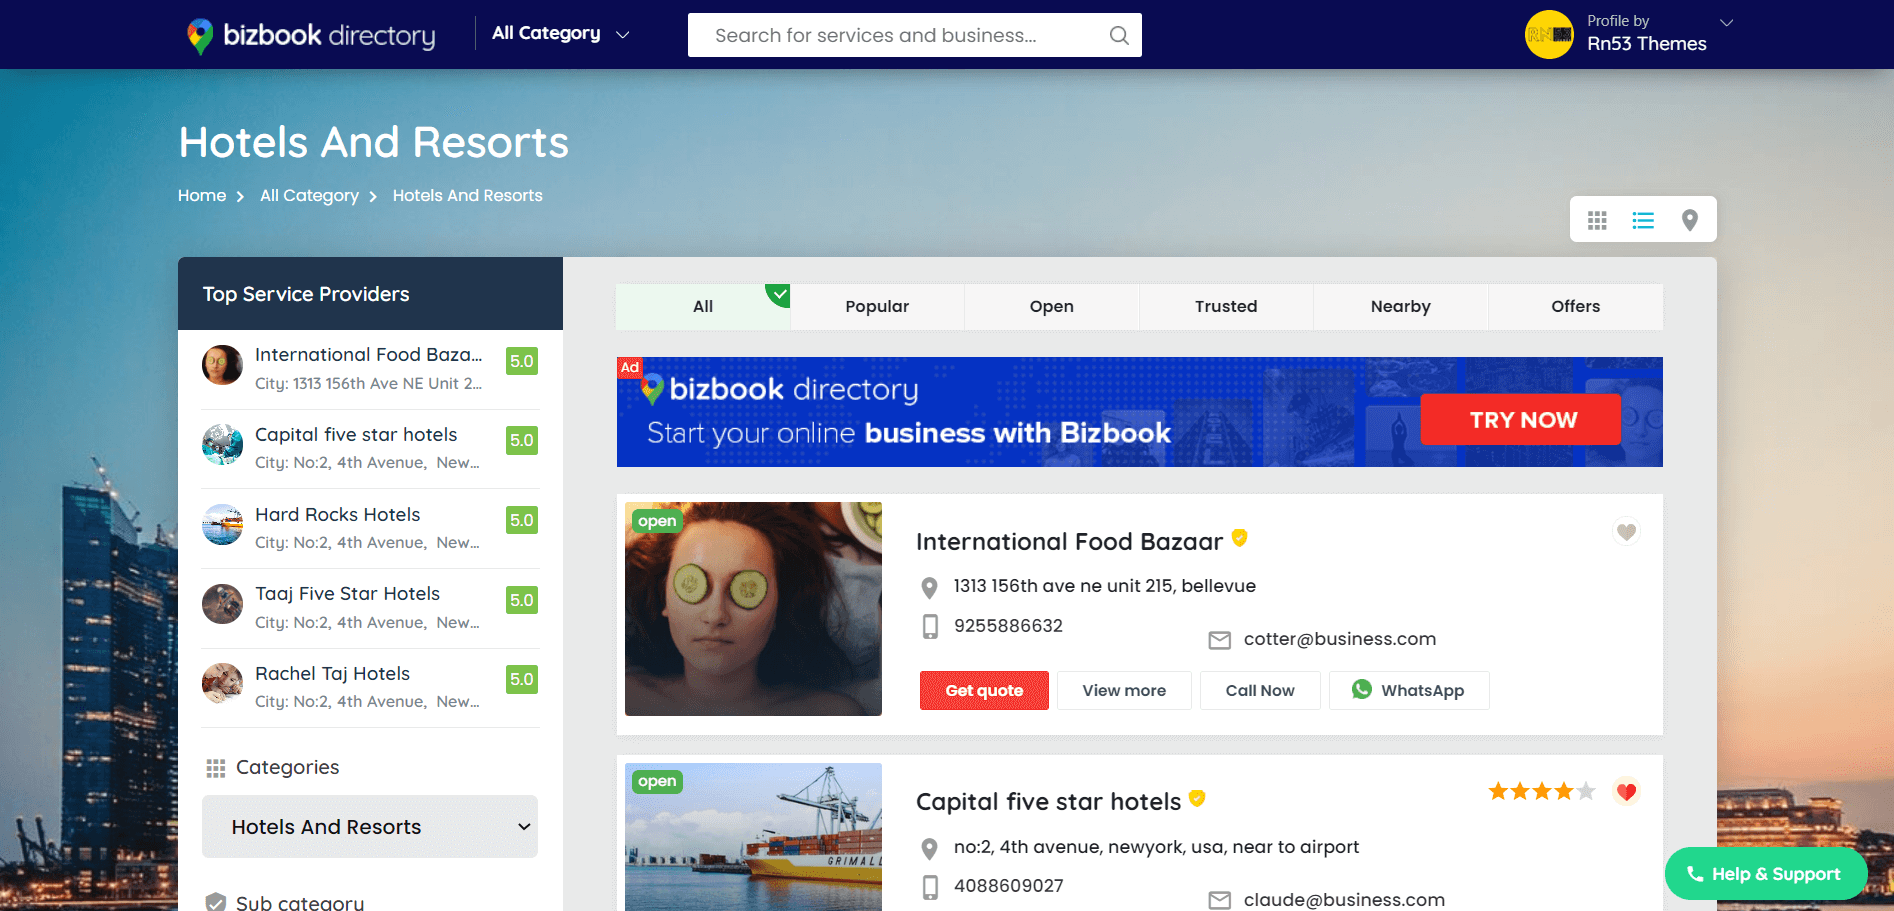 bizbook directory
All Category
Search for services and business...
Profile by
Rn53 Themes
Hotels And Resorts
Home
All Category
Hotels And Resorts
Top Service Providers
International Food Baza...
5.0
City: 1313 156th Ave NE Unit 2...
Capital five star hotels
5.0
City: No:2, 4th Avenue, New...
Hard Rocks Hotels
5.0
City: No:2, 4th Avenue, New...
Taaj Five Star Hotels
5.0
City: No:2, 4th Avenue, New...
Rachel Taj Hotels
5.0
City: No:2, 4th Avenue, New...
Categories
Hotels And Resorts
Sub category
All
Popular
Open
Trusted
Nearby
Offers
Ad
bizbook directory
Start your online business with Bizbook
TRY NOW
open
International Food Bazaar
1313 156th ave ne unit 215, bellevue
9255886632
cotter@business.com
Get quote
View more
Call Now
WhatsApp
open
GRIMALL
Capital five star hotels
no:2, 4th avenue, newyork, usa, near to airport
4088609027
claude@business.com
Help & Support